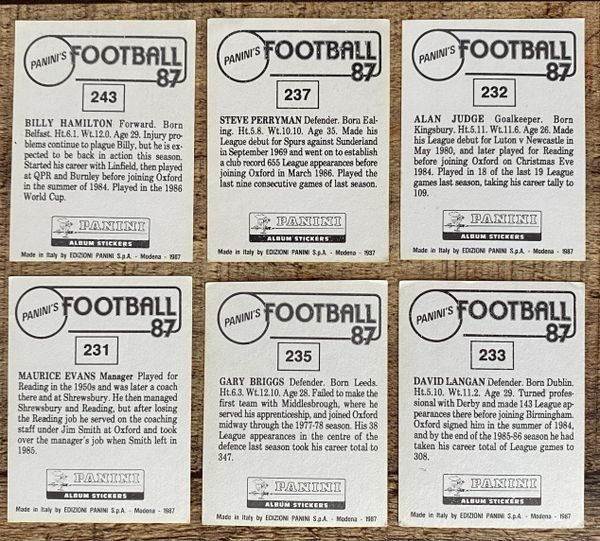 PANINI'S FOOTBALL 87
243
BILLY HAMILTON Forward. Born
Belfast. Ht.6.1. Wt.12.0. Age 29. Injury pro-
blems continue to plague Billy, but he is ex-
pected to be back in action this season.
Started his career with Linfield, then played
at QPR and Burnley before joining Oxford
in the summer of 1984. Played in the 1986
World Cup.
PANINI
ALBUM STICKERS
Made in Italy by EDIZIONI PANINI S.p.A. - Modena - 1987
PANINI'S FOOTBALL 87
237
STEVE PERRYMAN Defender. Born Eal-
ing. Ht.5.8. Wt.10.10. Age 35. Made his
League debut for Spurs against Sunderland
in September 1969 and went on to establish
a club record 655 League appearances before
joining Oxford in March 1986. Played the
last nine consecutive games of last season.
PANINI
ALBUM STICKERS
Made in Italy by EDIZIONI PANINI S.p.A. - Modena - 1987
PANINI'S FOOTBALL 87
232
ALAN JUDGE Goalkeeper. Born
Kingsbury. Ht.5.11. Wt.11.6. Age 26. Made
his League debut for Luton v Newcastle in
May 1980, and later played for Reading
before joining Oxford on Christmas Eve
1984. Played in 18 of the last 19 League
games last season, taking his career tally to
109.
PANINI
ALBUM STICKERS
Made in Italy by EDIZIONI PANINI S.p.A. - Modena - 1987
PANINI'S FOOTBALL 87
231
MAURICE EVANS Manager Played for
Reading in the 1950s and was later a coach
there and at Shrewsbury. He then managed
Shrewsbury and Reading, but after losing
the Reading job he served on the coaching
staff under Jim Smith at Oxford and took
over the manager's job when Smith left in
1985.
PANINI
ALBUM STICKERS
Made in Italy by EDIZIONI PANINI S.p.A. - Modena - 1987
PANINI'S FOOTBALL 87
235
GARY BRIGGS Defender. Born Leeds.
Ht.6.3. Wt.12.10. Age 28. Failed to make the
first team with Middlesbrough, where he
served his apprenticeship, and joined Oxford
midway through the 1977-78 season. His 38
League appearances in the centre of the
defence last season took his career total to
347.
PANINI
ALBUM STICKERS
Made in Italy by EDIZIONI PANINI S.p.A. - Modena - 1987
PANINI'S FOOTBALL 87
233
DAVID LANGAN Defender. Born Dublin.
Ht.5.10. Wt.11.2. Age 29. Turned profes-
sional with Derby and made 143 League ap-
pearances there before joining Birmingham.
Oxford signed him in the summer of 1984,
and by the end of the 1985-86 season he had
taken his career total of League games to
308.
PANINI
ALBUM STICKERS
Made in Italy by EDIZIONI PANINI S.p.A. - Modena - 1987